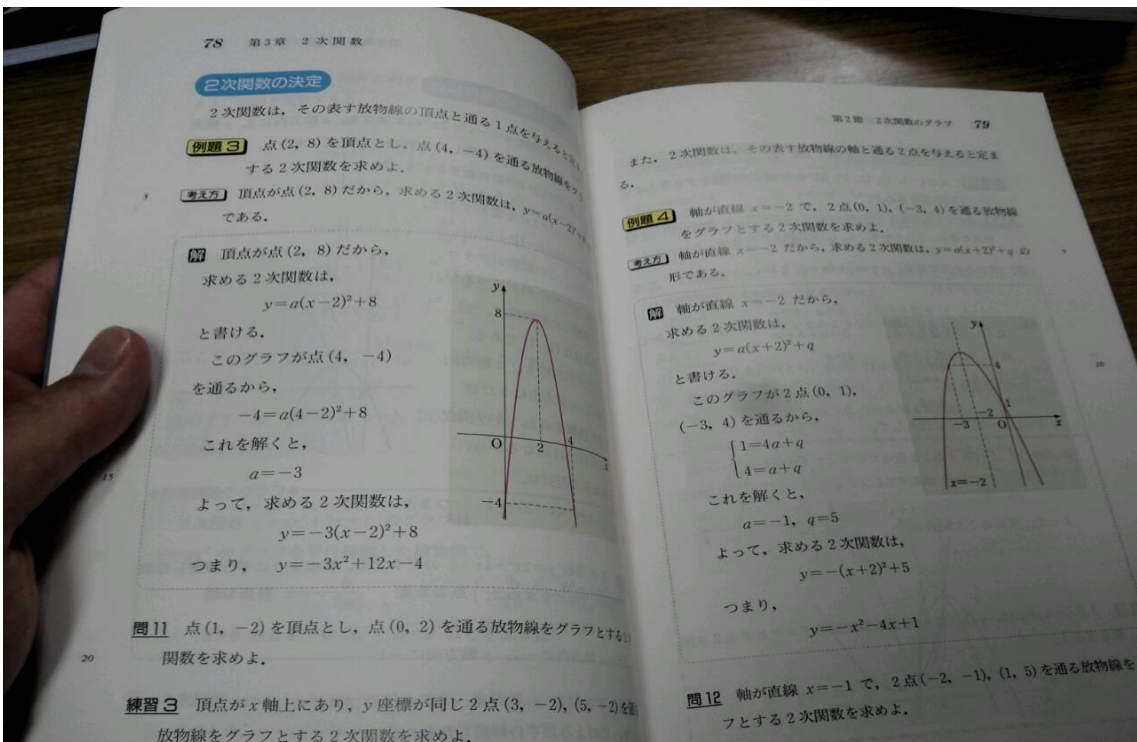 78 第3章 2次関数
2次関数の決定
2次関数は，その表す放物線の頂点と通る1点を与えると
例題3 点(2, 8)を頂点とし，点(4, −4)を通る放物線を
する2次関数を求めよ．
5 考え方 頂点が点(2, 8)だから，求める2次関数は，y=a(x−2)²+8
である．
解 頂点が点(2, 8)だから，
求める2次関数は，
y=a(x−2)²+8
と書ける．
このグラフが点(4, −4)
を通るから，
−4=a(4−2)²+8
これを解くと，
15 a=−3
よって，求める2次関数は，
y=−3(x−2)²+8
つまり， y=−3x²+12x−4
y
8
O 2 4 x
−4
問11 点(1, −2)を頂点とし，点(0, 2)を通る放物線をグラフとする2
20 関数を求めよ．
練習3 頂点がx軸上にあり，y座標が同じ2点(3, −2), (5, −2)を通
放物線をグラフとする2次関数を求めよ．
第2節 2次関数のグラフ 79
また，2次関数は，その表す放物線の軸と通る2点を与えると定ま
る．
例題4 軸が直線 x=−2 で，2点(0, 1), (−3, 4)を通る放物線
をグラフとする2次関数を求めよ．
考え方 軸が直線 x=−2 だから，求める2次関数は，y=a(x+2)²+q の
形である．
解 軸が直線 x=−2 だから，
求める2次関数は，
y=a(x+2)²+q
と書ける．
このグラフが2点(0, 1),
(−3, 4)を通るから，
1=4a+q
4=a+q
これを解くと，
a=−1, q=5
よって，求める2次関数は，
y=−(x+2)²+5
つまり，
y=−x²−4x+1
y
4
1
−3 −2 O x
x=−2
10
問12 軸が直線 x=−1 で，2点(−2, −1), (1, 5)を通る放物線を
フとする2次関数を求めよ．